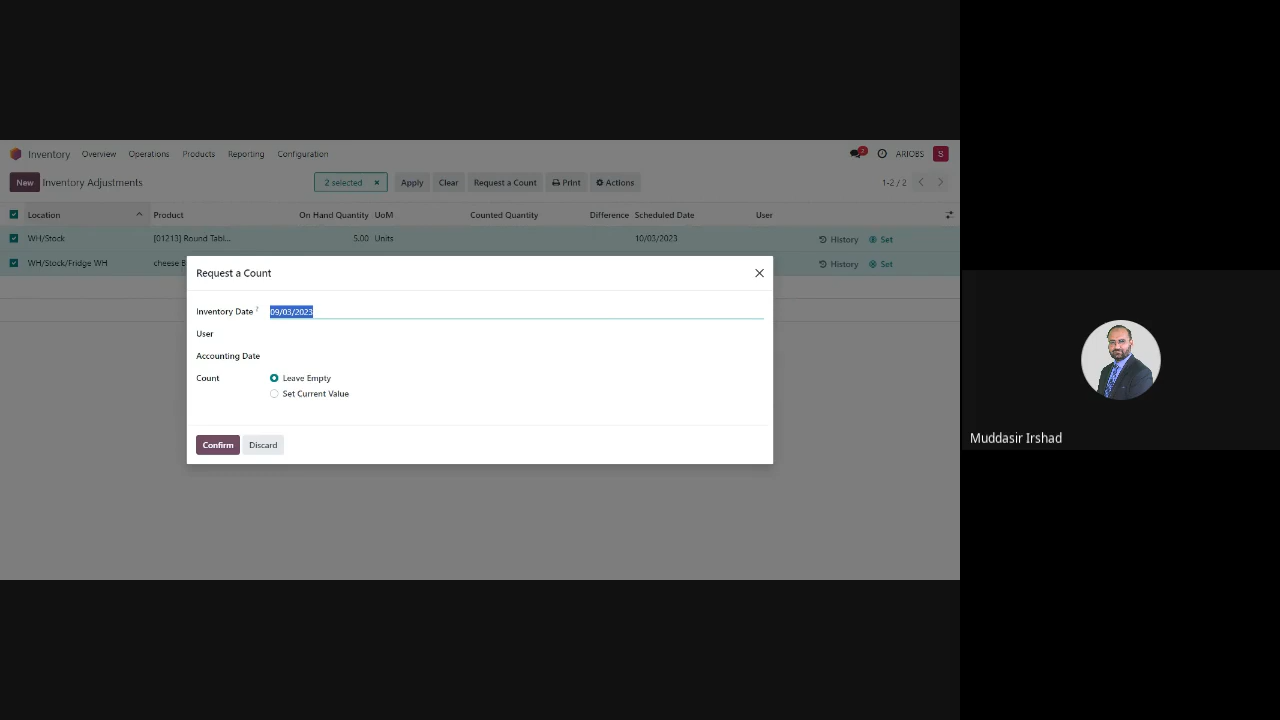 Inventory Overview Operations Products Reporting Configuration 2 ARIOBS S
New Inventory Adjustments 2 selected × Apply Clear Request a Count Print Actions 1-2 / 2
Location Product On Hand Quantity UoM Counted Quantity Difference Scheduled Date User
WH/Stock [01213] Round Tabl... 5.00 Units 10/03/2023 History Set
WH/Stock/Fridge WH cheese B History Set
Request a Count
Inventory Date ? 09/03/2023
User
Accounting Date
Count Leave Empty
Set Current Value
Confirm Discard
Muddasir Irshad